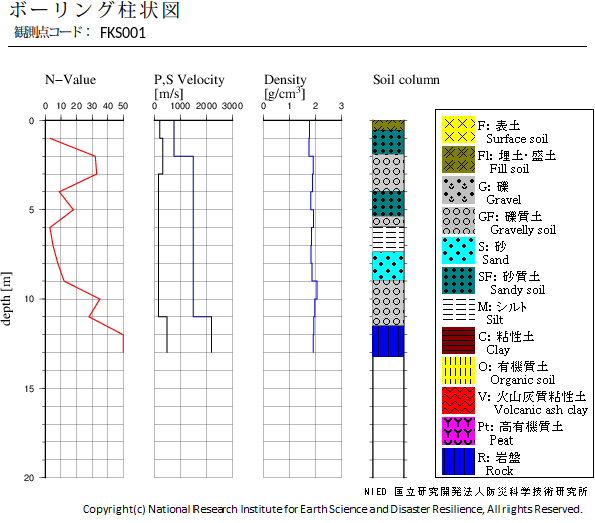 ボーリング柱状図
観測点コード： FKS001
N−Value
P,S Velocity
[m/s]
Density
[g/cm3]
Soil column
0 10 20 30 40 50
0 1000 2000 3000
0 1 2 3
0
5
10
15
20
depth [m]
F: 表土
Surface soil
Fl: 埋土・盛土
Fill soil
G: 礫
Gravel
GF: 礫質土
Gravelly soil
S: 砂
Sand
SF: 砂質土
Sandy soil
M: シルト
Silt
C: 粘性土
Clay
O: 有機質土
Organic soil
V: 火山灰質粘性土
Volcanic ash clay
Pt: 高有機質土
Peat
R: 岩盤
Rock
NIED 国立研究開発法人防災科学技術研究所
Copyright(c) National Research Institute for Earth Science and Disaster Resilience, All rights Reserved.